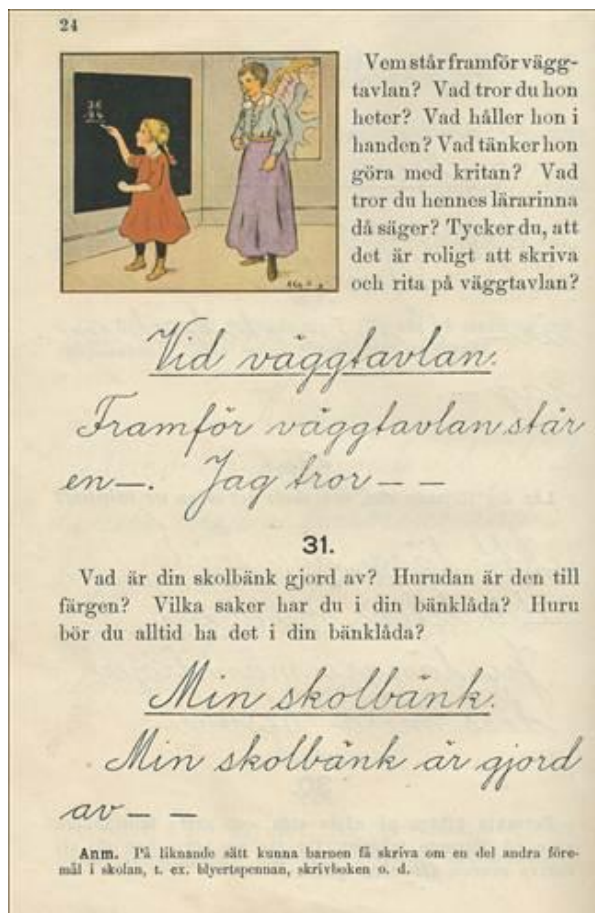 24
Vem står framför vägg-
tavlan? Vad tror du hon
heter? Vad håller hon i
handen? Vad tänker hon
göra med kritan? Vad
tror du hennes lärarinna
då säger? Tycker du, att
det är roligt att skriva
och rita på väggtavlan?
Vid väggtavlan.
Framför väggtavlan står
en—. Jag tror — —
31.
Vad är din skolbänk gjord av? Hurudan är den till
färgen? Vilka saker har du i din bänklåda? Huru
bör du alltid ha det i din bänklåda?
Min skolbänk.
Min skolbänk är gjord
av — —
Anm. På liknande sätt kunna barnen få skriva om en del andra före-
mål i skolan, t. ex. blyertspennan, skrivboken o. d.